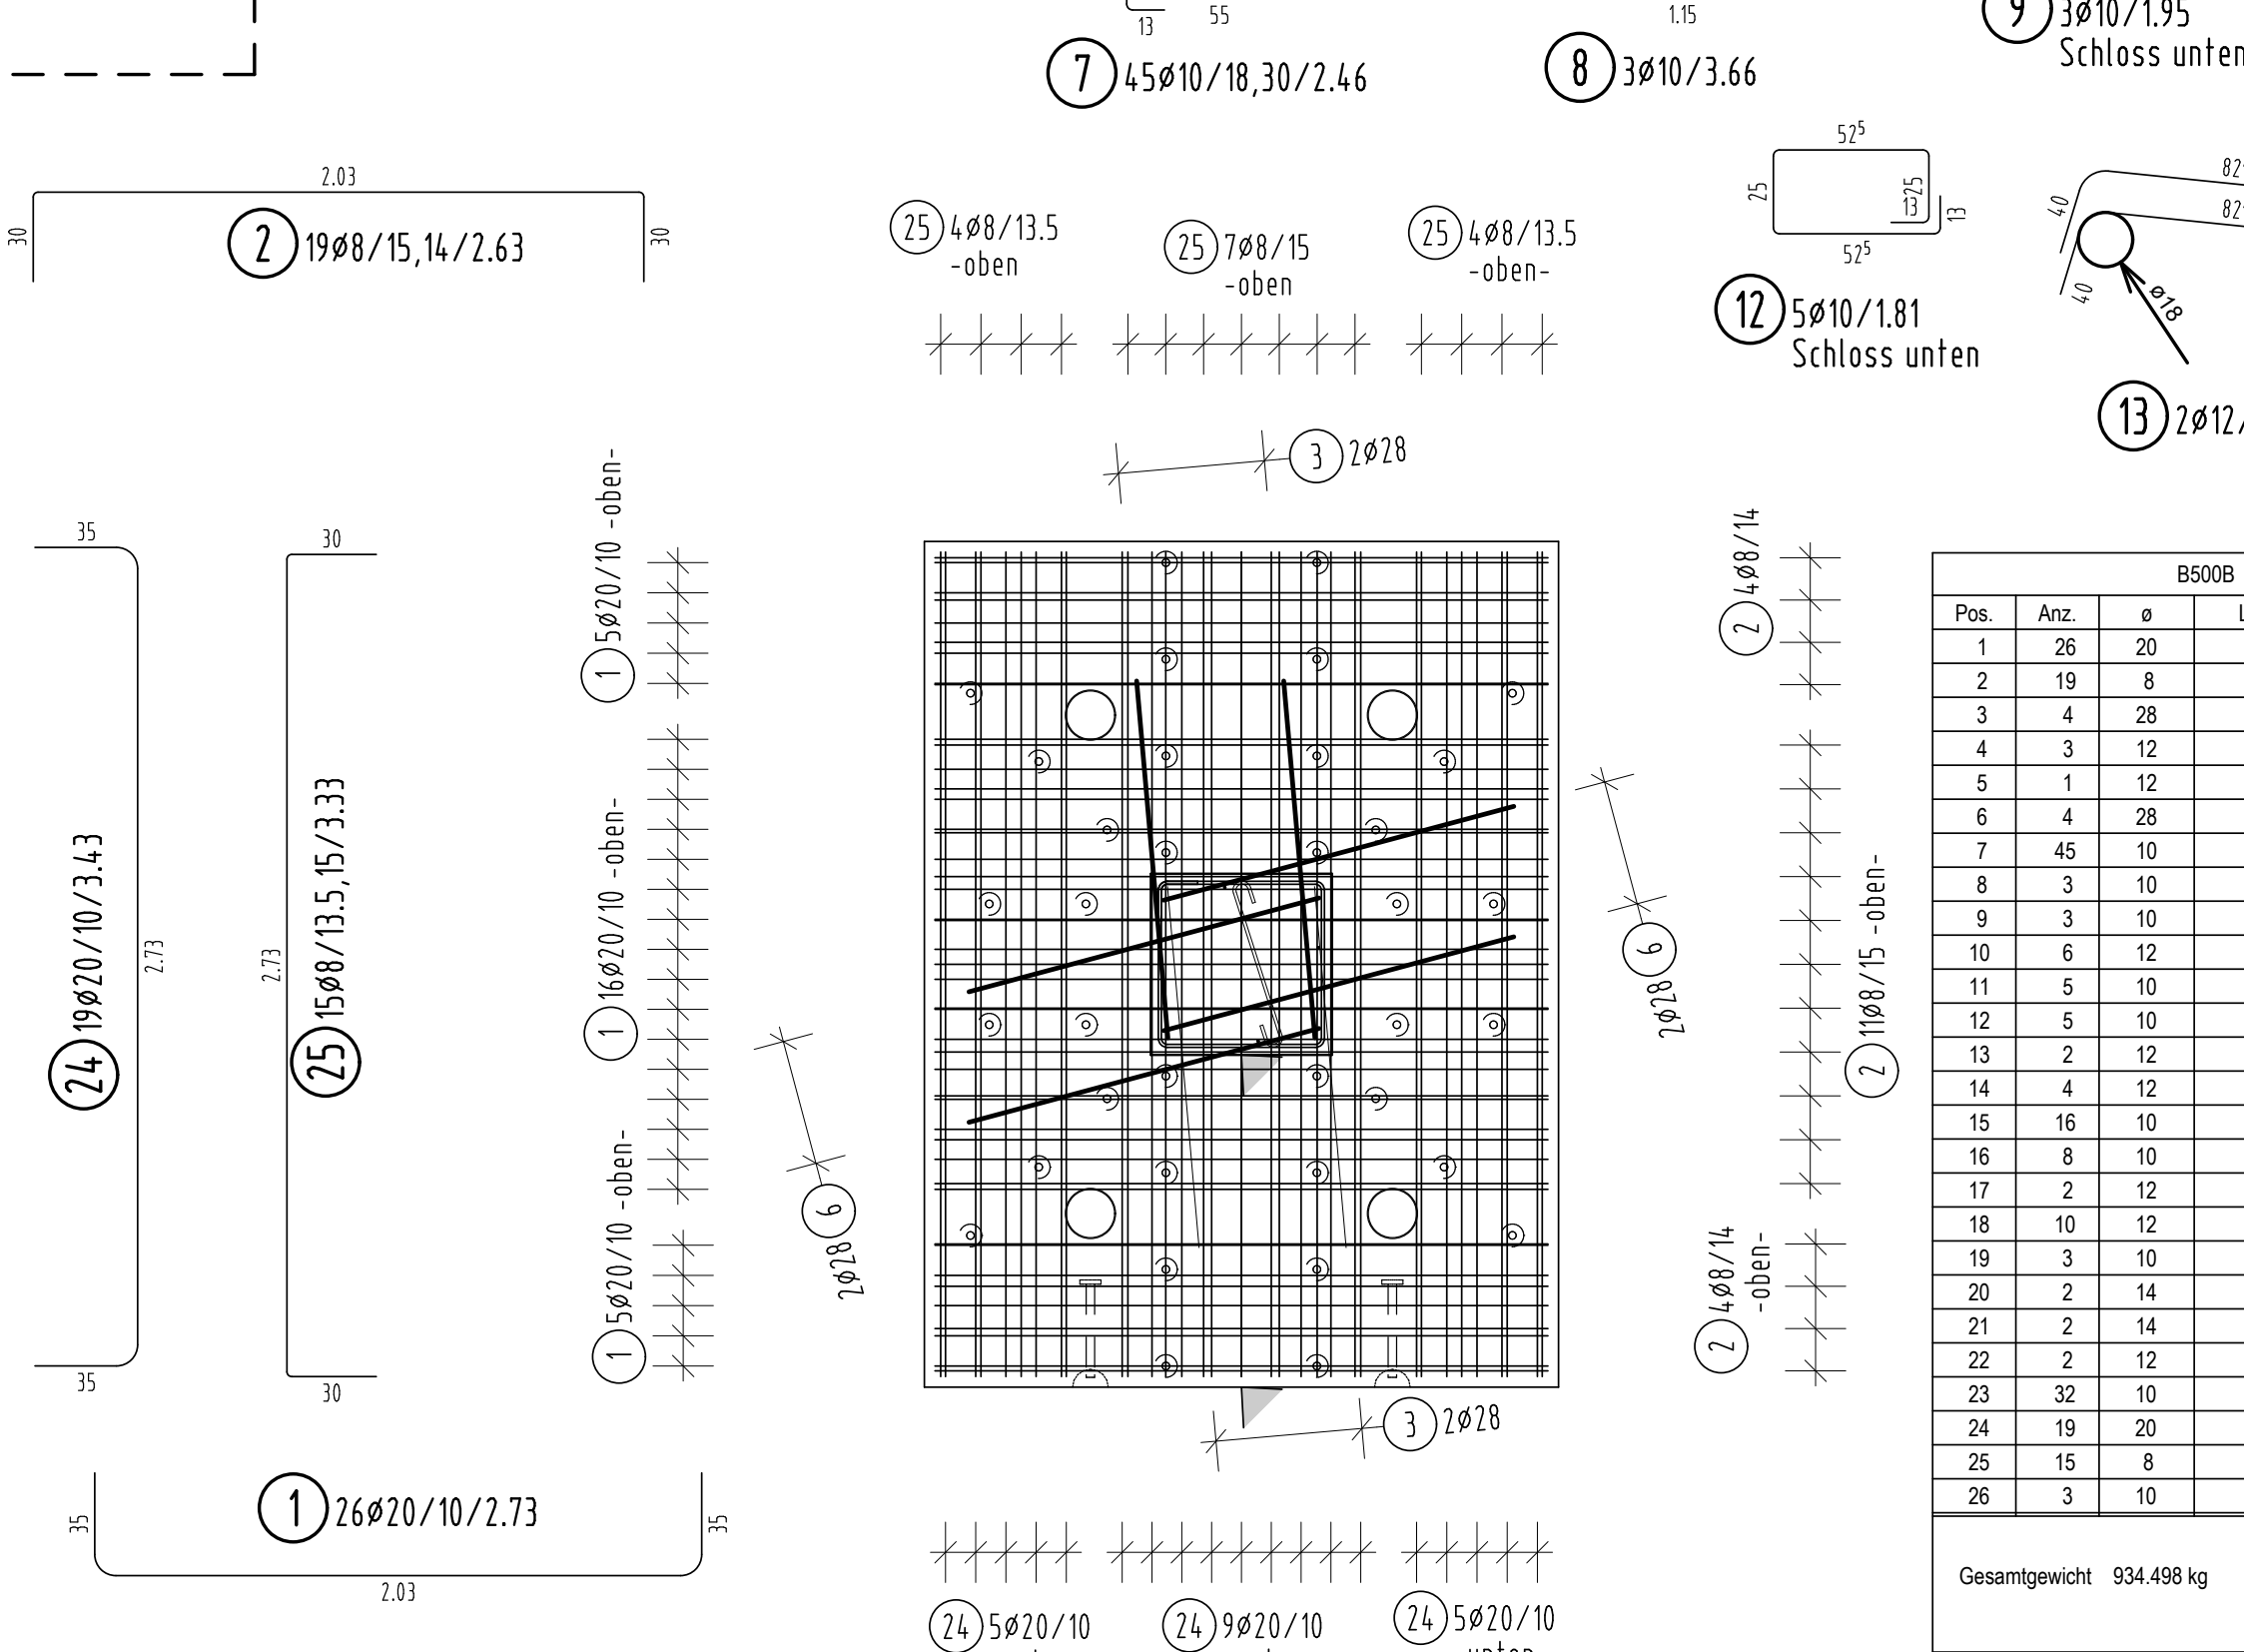 13
55
7 45ø10/18,30/2.46
1.15
8 3ø10/3.66
9 3ø10/1.95
Schloss unten
2.03
30
30
2 19ø8/15,14/2.63
25 4ø8/13.5
-oben
25 7ø8/15
-oben
25 4ø8/13.5
-oben-
52⁵
25
25
13
13
52⁵
12 5ø10/1.81
Schloss unten
82
82
40
40
ø18
13 2ø12/
3 2ø28
35
2.73
35
24 19ø20/10/3.43
30
2.73
30
25 15ø8/13.5,15/3.33
1 5ø20/10 -oben-
1 16ø20/10 -oben-
1 5ø20/10 -oben-
6 2ø28
6 2ø28
2 4ø8/14
2 11ø8/15 -oben-
2 4ø8/14
-oben-
3 2ø28
35
35
1 26ø20/10/2.73
2.03
24 5ø20/10
24 9ø20/10
24 5ø20/10
unten
B500B
Pos. Anz. ø
1 26 20
2 19 8
3 4 28
4 3 12
5 1 12
6 4 28
7 45 10
8 3 10
9 3 10
10 6 12
11 5 10
12 5 10
13 2 12
14 4 12
15 16 10
16 8 10
17 2 12
18 10 12
19 3 10
20 2 14
21 2 14
22 2 12
23 32 10
24 19 20
25 15 8
26 3 10
Gesamtgewicht 934.498 kg